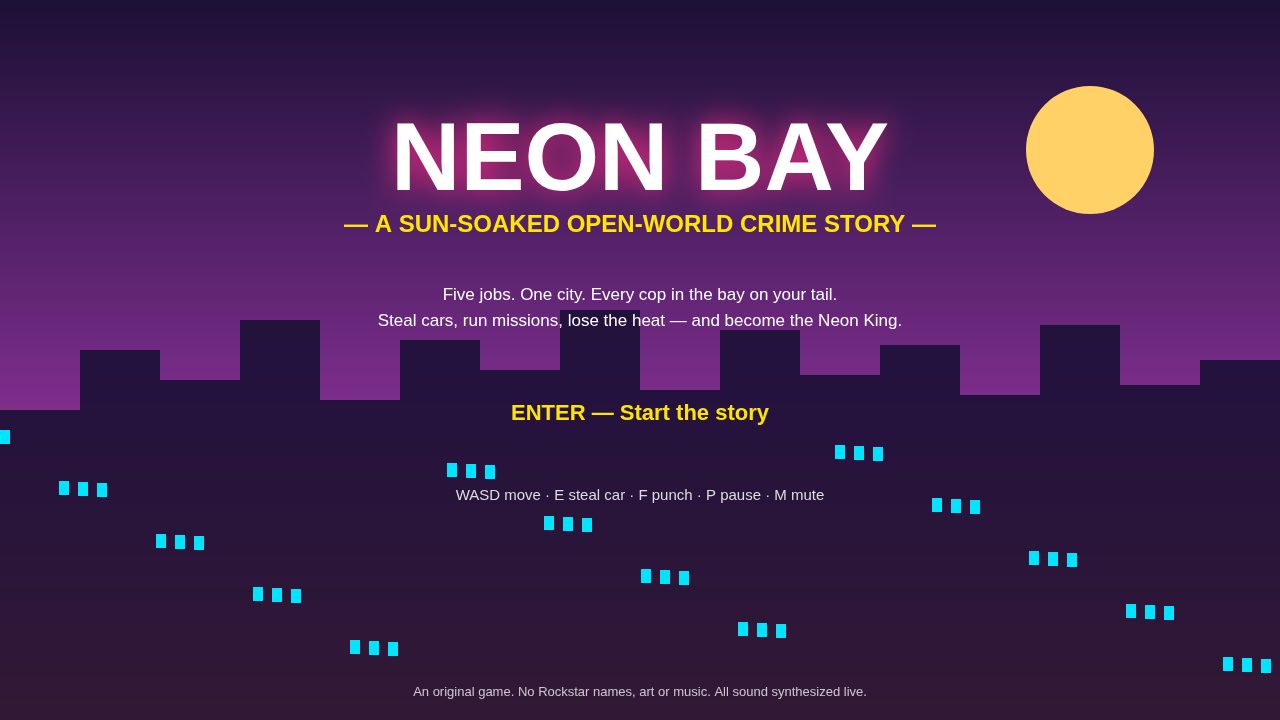 NEON BAY
— A SUN-SOAKED OPEN-WORLD CRIME STORY —
Five jobs. One city. Every cop in the bay on your tail.
Steal cars, run missions, lose the heat — and become the Neon King.
ENTER — Start the story
WASD move · E steal car · F punch · P pause · M mute
An original game. No Rockstar names, art or music. All sound synthesized live.